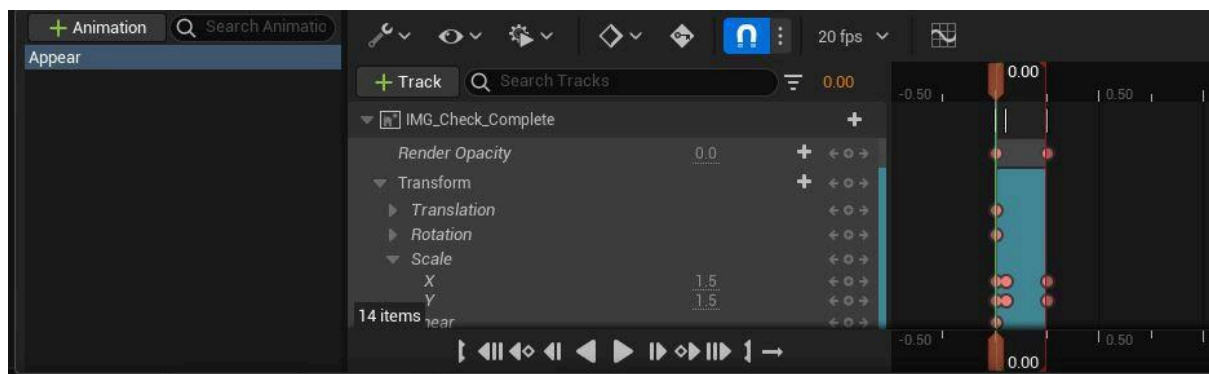 Animation
Search Animatio
Appear
20 fps
Track
Search Tracks
0.00
-0.50
0.00
0.50
IMG_Check_Complete
Render Opacity
0.0
Transform
Translation
Rotation
Scale
X
1.5
Y
1.5
14 items
-0.50
0.00
0.50